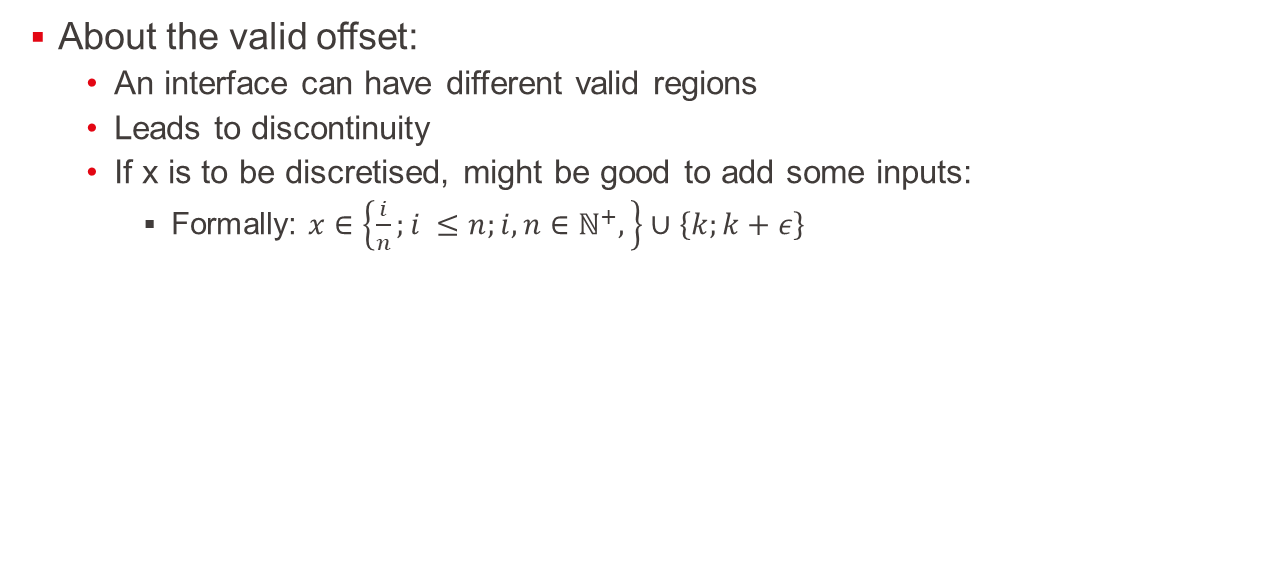 ▪ About the valid offset:
• An interface can have different valid regions
• Leads to discontinuity
• If x is to be discretised, might be good to add some inputs:
▪ Formally: 𝑥 ∈ {𝑖/𝑛; 𝑖 ≤ 𝑛; 𝑖, 𝑛 ∈ ℕ⁺, } ∪ {𝑘; 𝑘 + 𝜖}